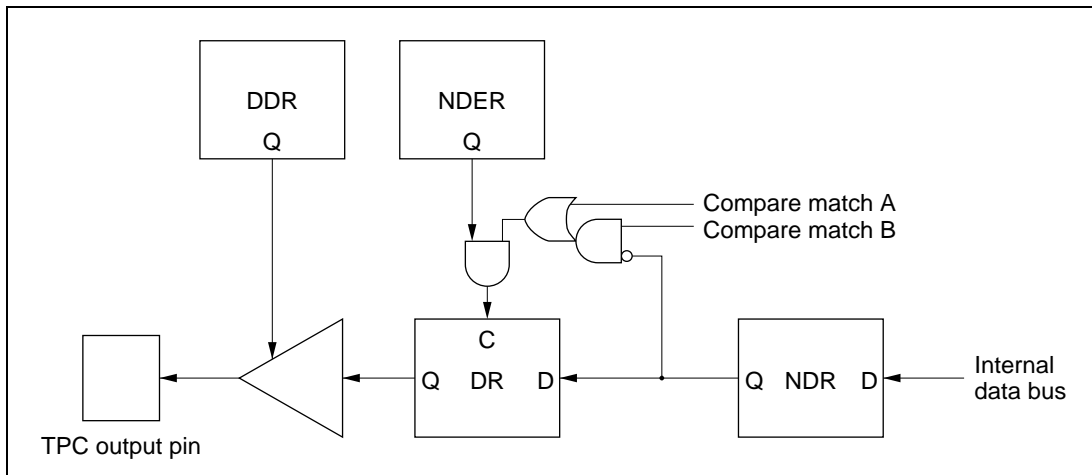 DDR
Q
NDER
Q
Compare match A
Compare match B
C
Q DR D
Q NDR D
Internal
data bus
TPC output pin